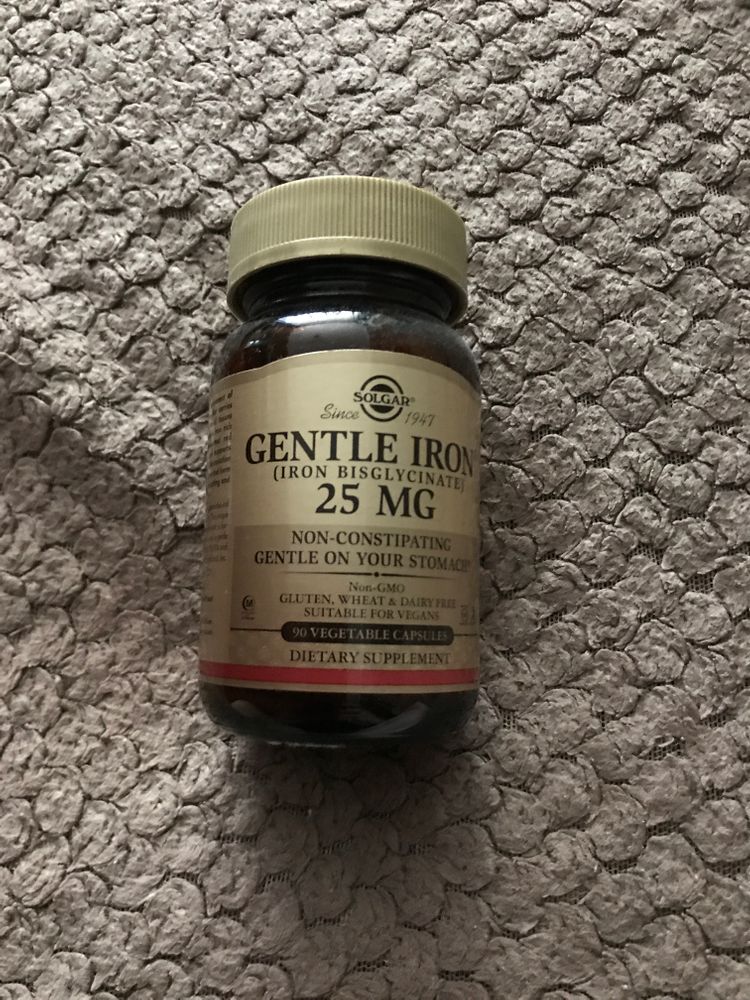 SOLGAR®
Since 1947
GENTLE IRON
(IRON BISGLYCINATE)
25 MG
NON-CONSTIPATING
GENTLE ON YOUR STOMACH
Non-GMO
GLUTEN, WHEAT & DAIRY FREE
SUITABLE FOR VEGANS
90 VEGETABLE CAPSULES
DIETARY SUPPLEMENT